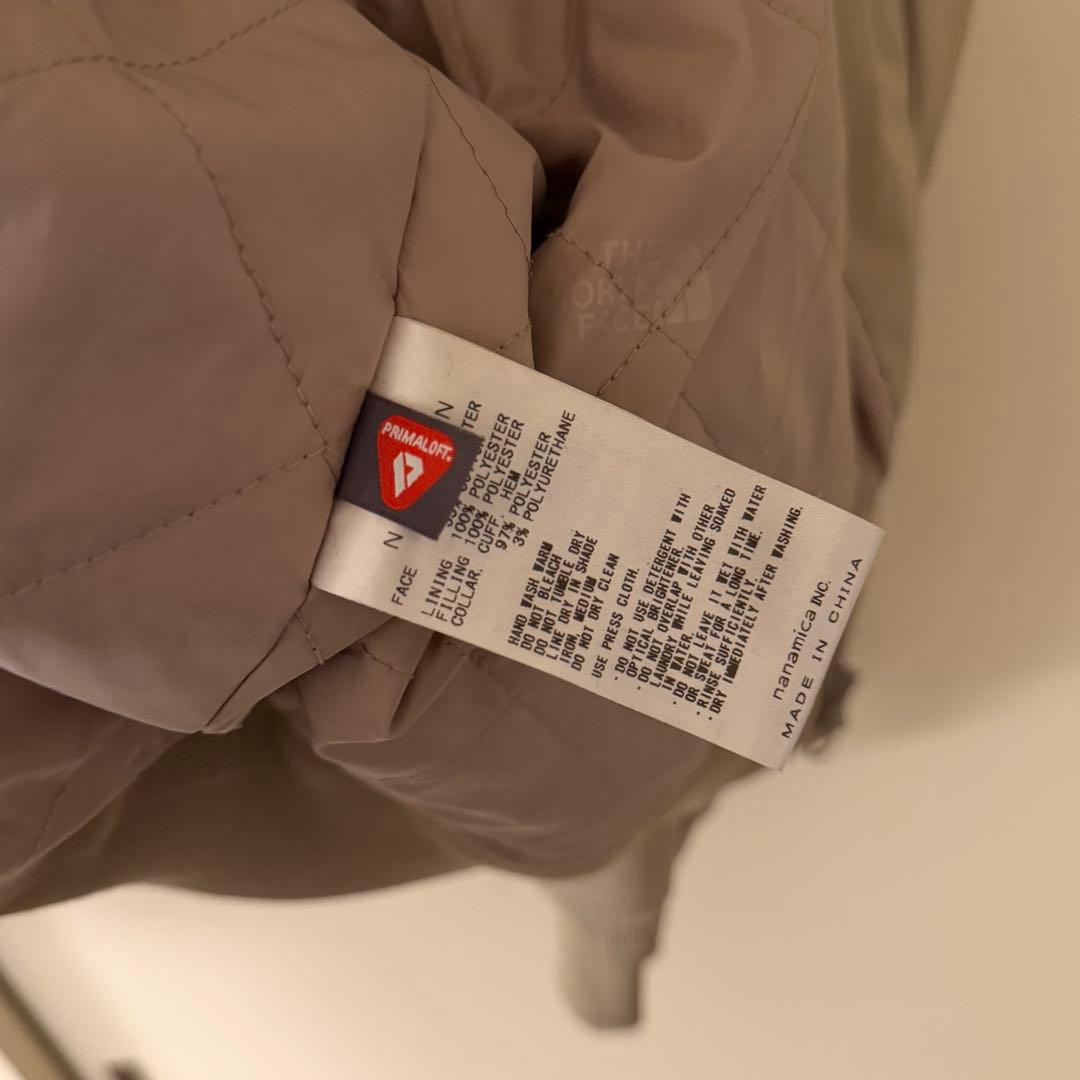 THE
NORTH
FACE
PRIMALOFT®
N
N
FACE
LINING 100% POLYESTER
FILLING 100% POLYESTER
COLLAR. CUFF. HEM
97% POLYESTER
3% POLYURETHANE
HAND WASH WARM
DO NOT BLEACH
DO NOT TUMBLE DRY
LINE DRY IN SHADE
IRON, MEDIUM
DO NOT DRY CLEAN
USE PRESS CLOTH.
·DO NOT USE DETERGENT WITH
OPTICAL BRIGHTENER.
·DO NOT OVERLAP WITH OTHER
LAUNDRY WHILE LEAVING SOAKED
IN WATER.
·DO NOT LEAVE IT WET WITH WATER
OR SWEAT FOR A LONG TIME.
·RINSE SUFFICIENTLY.
·DRY IMMEDIATELY AFTER WASHING.
nanamica INC.
MADE IN CHINA